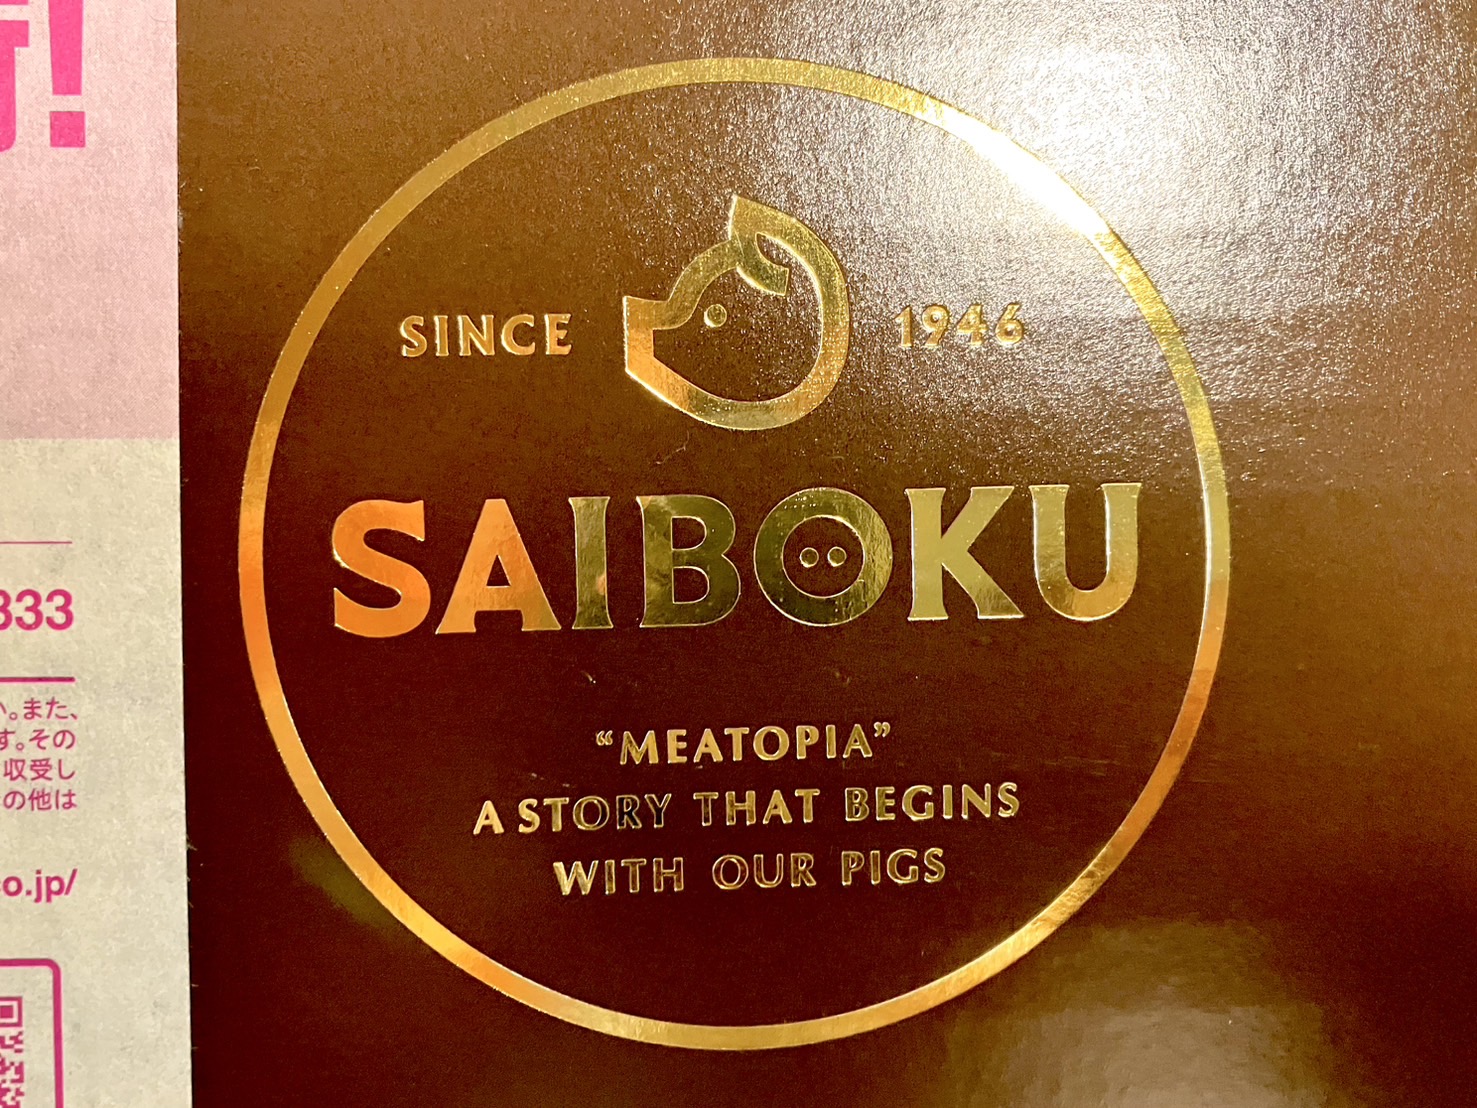 SINCE 1946
SAIBOKU
“MEATOPIA”
A STORY THAT BEGINS
WITH OUR PIGS
!
333
。また、
す。その
収受し
の他は
o.jp/